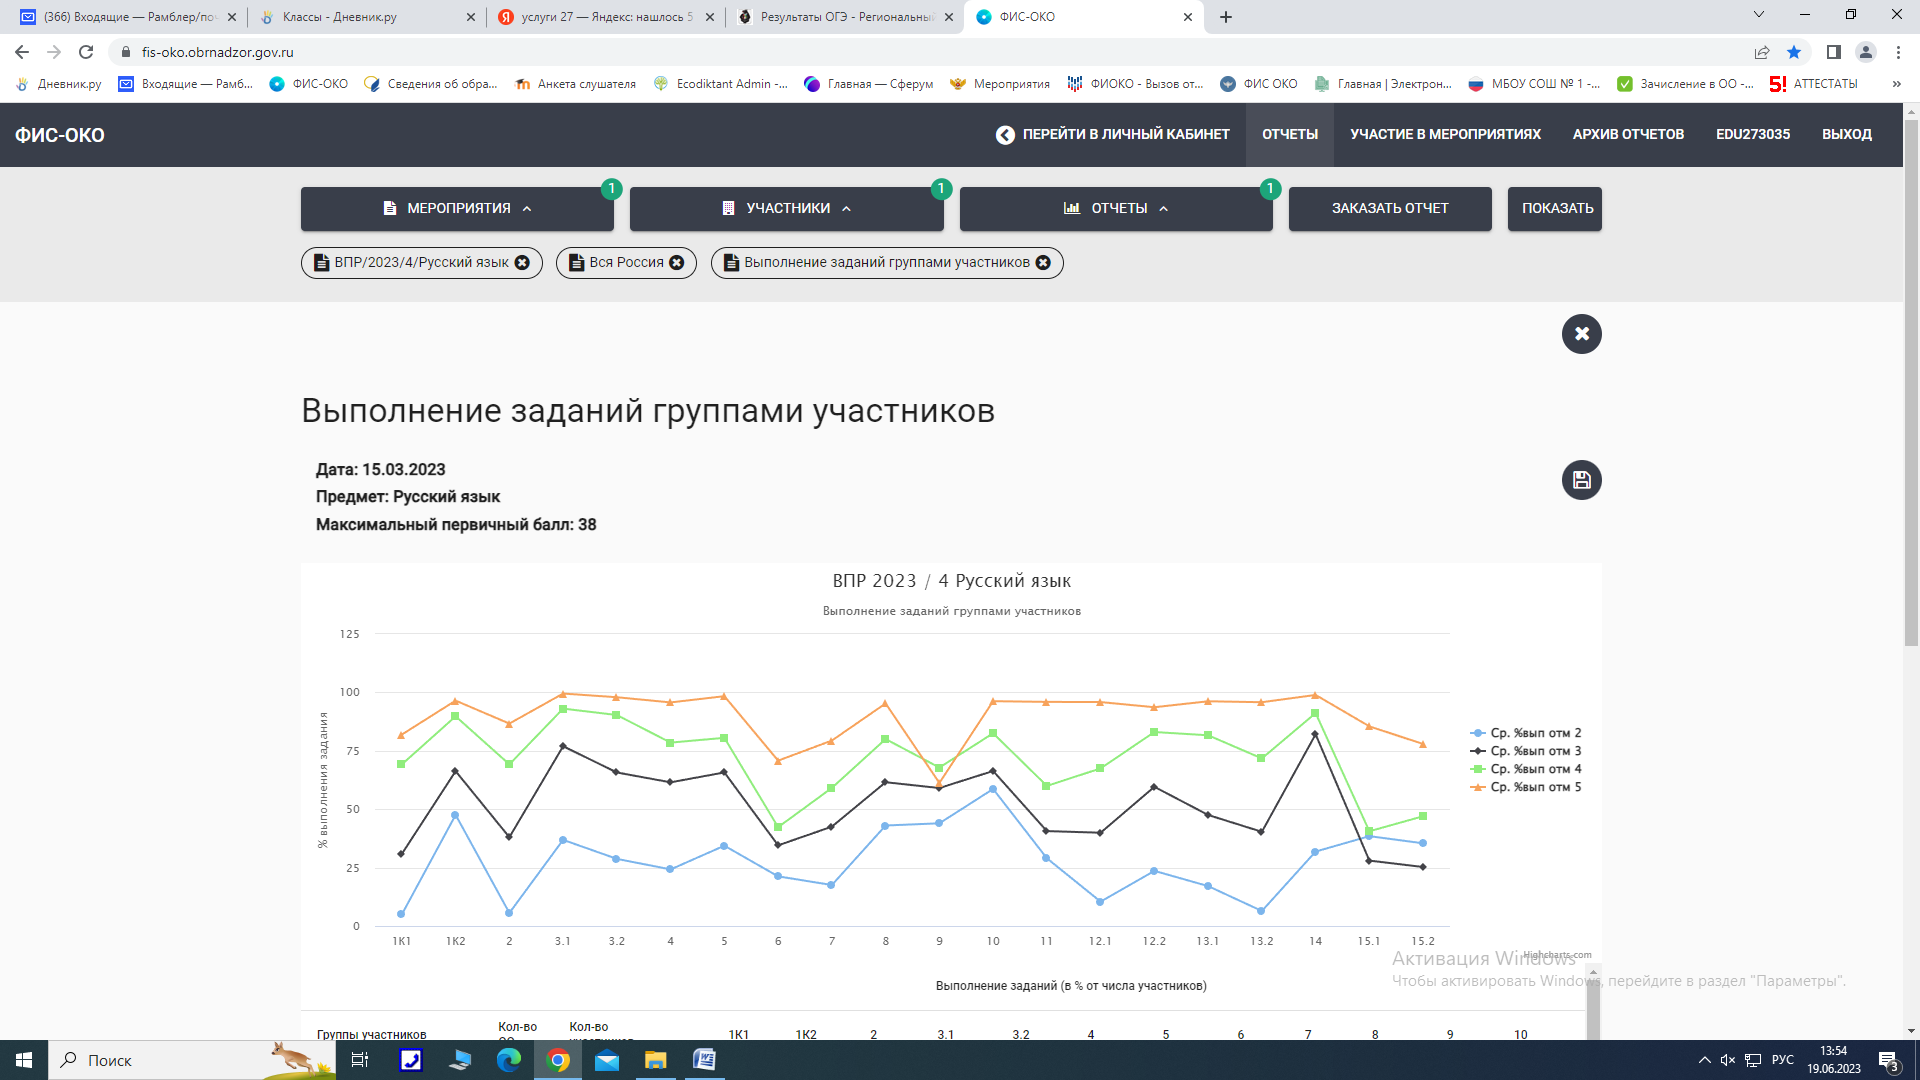 (366) Входящие — Рамблер/поч
Классы - Дневник.ру
услуги 27 — Яндекс: нашлось 5
Результаты ОГЭ - Региональный
ФИС-ОКО
fis-oko.obrnadzor.gov.ru
Дневник.ру
Входящие — Рамб...
ФИС-ОКО
Сведения об обра...
Анкета слушателя
Ecodiktant Admin -...
Главная — Сферум
Мероприятия
ФИОКО - Вызов от...
ФИС ОКО
Главная | Электрон...
МБОУ СОШ № 1 -...
Зачисление в ОО -...
5! АТТЕСТАТЫ
»
ФИС-ОКО
ПЕРЕЙТИ В ЛИЧНЫЙ КАБИНЕТ
ОТЧЕТЫ
УЧАСТИЕ В МЕРОПРИЯТИЯХ
АРХИВ ОТЧЕТОВ
EDU273035
ВЫХОД
МЕРОПРИЯТИЯ 1
УЧАСТНИКИ 1
ОТЧЕТЫ 1
ЗАКАЗАТЬ ОТЧЕТ
ПОКАЗАТЬ
ВПР/2023/4/Русский язык
Вся Россия
Выполнение заданий группами участников
Выполнение заданий группами участников
Дата: 15.03.2023
Предмет: Русский язык
Максимальный первичный балл: 38
ВПР 2023 / 4 Русский язык
Выполнение заданий группами участников
% выполнения задания
125
100
75
50
25
0
1К1 1К2 2 3.1 3.2 4 5 6 7 8 9 10 11 12.1 12.2 13.1 13.2 14 15.1 15.2
Ср. %вып отм 2
Ср. %вып отм 3
Ср. %вып отм 4
Ср. %вып отм 5
Highcharts.com
Активация Windows
Чтобы активировать Windows, перейдите в раздел "Параметры".
Выполнение заданий (в % от числа участников)
Группы участников Кол-во Кол-во 1К1 1К2 2 3.1 3.2 4 5 6 7 8 9 10
Поиск
РУС
13:54
19.06.2023
3